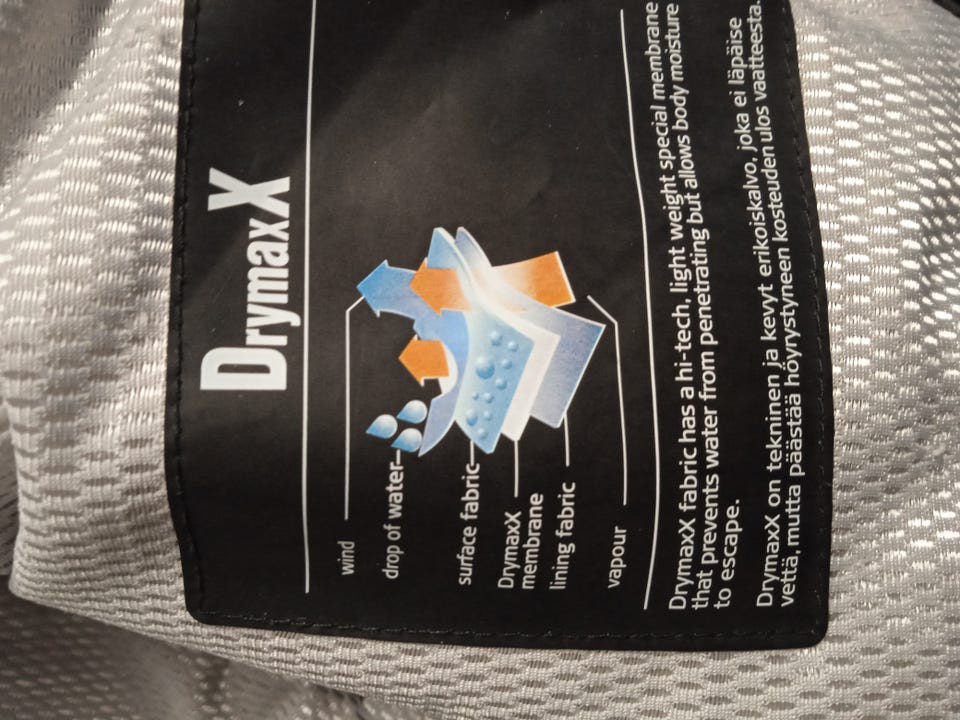 DrymaxX
wind
drop of water
surface fabric
DrymaxX
membrane
lining fabric
vapour
DrymaxX fabric has a hi-tech, light weight special membrane
that prevents water from penetrating but allows body moisture
to escape.
DrymaxX on tekninen ja kevyt erikoiskalvo, joka ei läpäise
vettä, mutta päästää höyrystyneen kosteuden ulos vaatteesta.